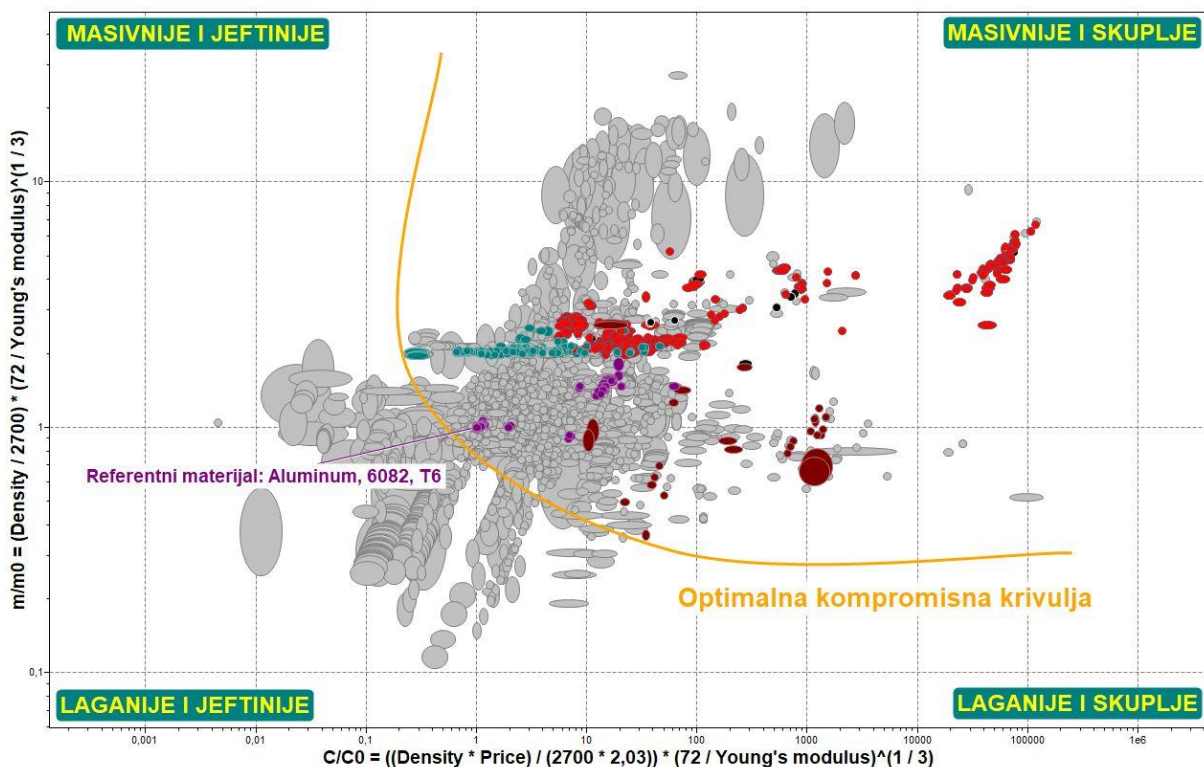 MASIVNIJE I JEFTINIJE
MASIVNIJE I SKUPLJE
m/m0 = (Density / 2700) * (72 / Young's modulus)^(1 / 3)
10
1
0,1
Referentni materijal: Aluminum, 6082, T6
Optimalna kompromisna krivulja
LAGANIJE I JEFTINIJE
LAGANIJE I SKUPLJE
0,001 0,01 0,1 1 10 100 1000 10000 100000 1e6
C/C0 = ((Density * Price) / (2700 * 2,03)) * (72 / Young's modulus)^(1 / 3)